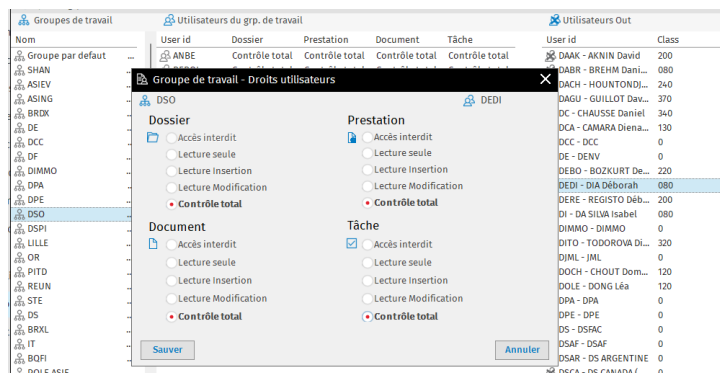 Groupes de travail
Nom
Groupe par defaut ...
SHAN
ASIEV
ASING
BRDX
DE
DCC
DF
DIMMO
DPA
DPE
DSO
DSPI
LILLE
OR
PITD
REUN
STE
DS
BRXL
IT
BQFI
POLE ASIE
Utilisateurs du grp. de travail
User id Dossier Prestation Document Tâche
ANBE Contrôle total Contrôle total Contrôle total Contrôle total
Groupe de travail - Droits utilisateurs
DSO DEDI
Dossier
Accès interdit
Lecture seule
Lecture Insertion
Lecture Modification
Contrôle total
Prestation
Accès interdit
Lecture seule
Lecture Insertion
Lecture Modification
Contrôle total
Document
Accès interdit
Lecture seule
Lecture Insertion
Lecture Modification
Contrôle total
Tâche
Accès interdit
Lecture seule
Lecture Insertion
Lecture Modification
Contrôle total
Sauver Annuler
Utilisateurs Out
User id Class
DAAK - AKNIN David 200
DABR - BREHM Dani... 080
DACH - HOUNTONDJ... 240
DAGU - GUILLOT Dav... 370
DC - CHAUSSE Daniel 340
DCA - CAMARA Diena... 130
DCC - DCC 0
DE - DENV 0
DEBO - BOZKURT De... 220
DEDI - DIA Déborah 080
DERE - REGISTO Déb... 200
DI - DA SILVA Isabel 080
DIMMO - DIMMO 0
DITO - TODOROVA Di... 320
DJML - JML 0
DOCH - CHOUT Dom... 120
DOLE - DONG Léa 120
DPA - DPA 0
DPE - DPE 0
DS - DSFAC 0
DSAF - DSAF 0
DSAR - DS ARGENTINE 0
DSCA - DS CANADA ( 0